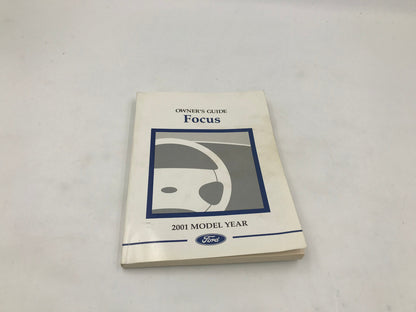 OWNER'S GUIDE
Focus
2001 MODEL YEAR
Ford